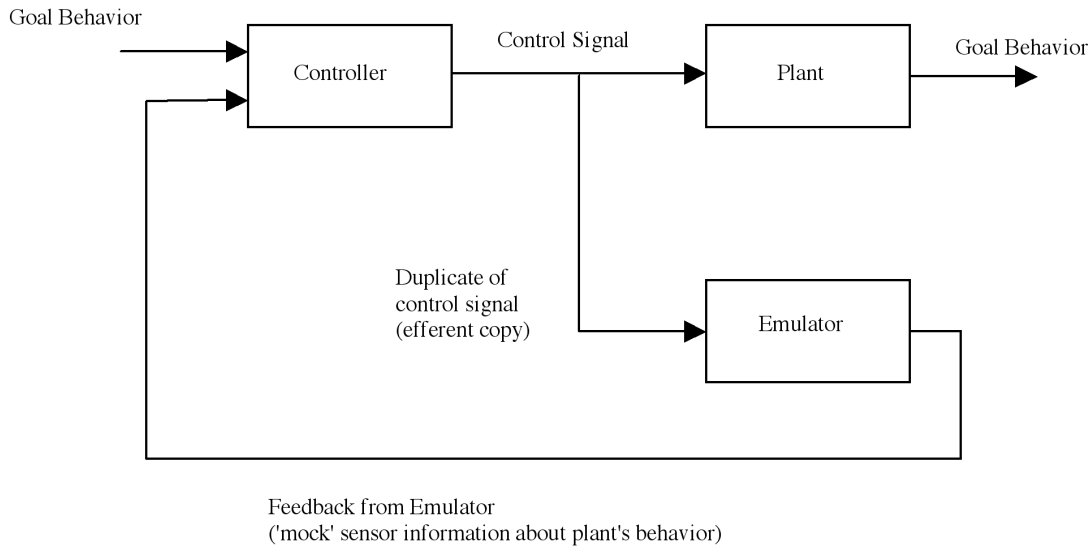 Goal Behavior
Control Signal
Goal Behavior
Controller
Plant
Duplicate of
control signal
(efferent copy)
Emulator
Feedback from Emulator
('mock' sensor information about plant's behavior)